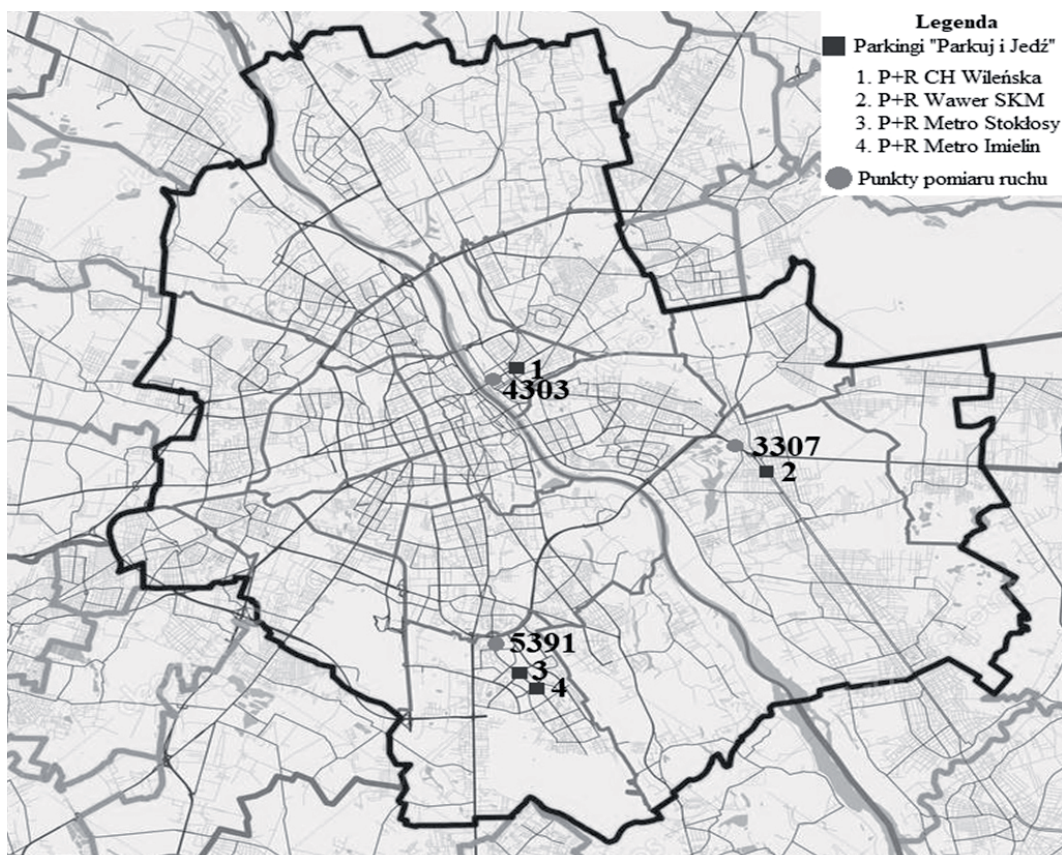 Legenda
Parkingi "Parkuj i Jedź"
1. P+R CH Wileńska
2. P+R Wawer SKM
3. P+R Metro Stokłosy
4. P+R Metro Imielin
Punkty pomiaru ruchu
1
4303
3307
2
5391
3
4